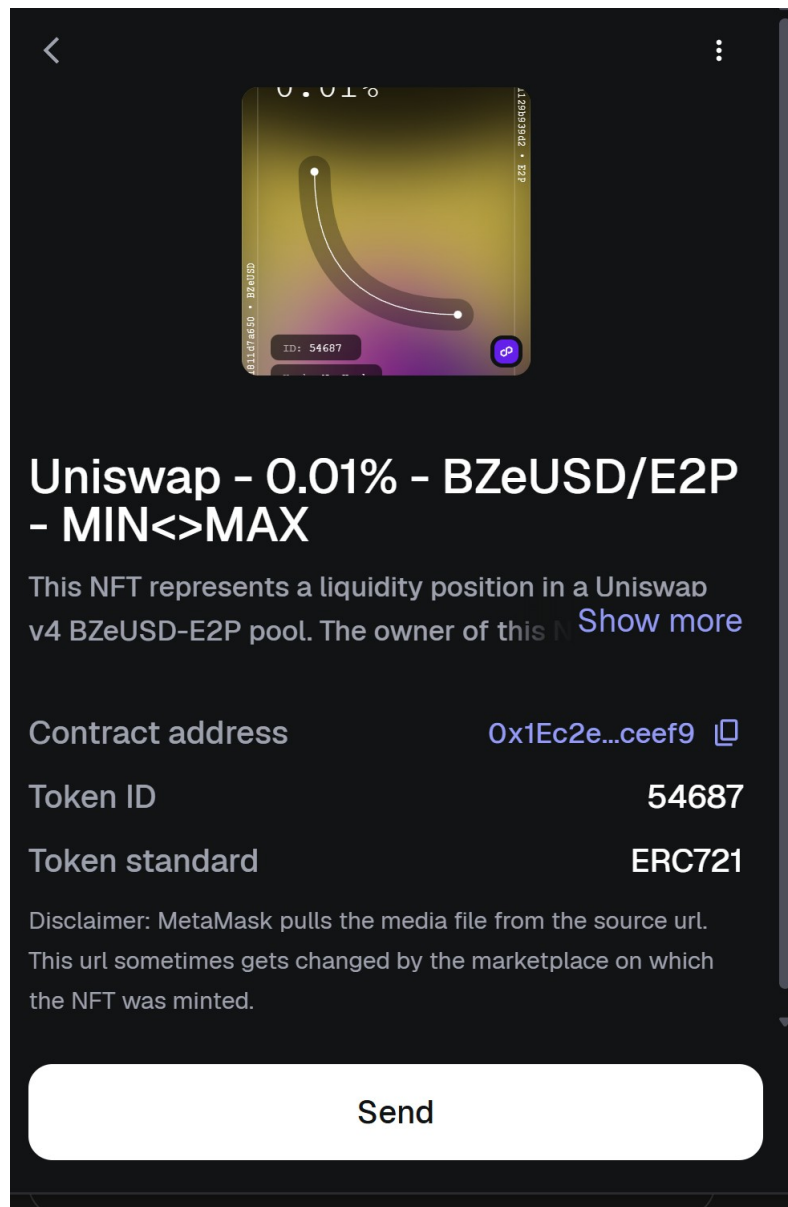 0.01%
1129b939d2 • E2P
1011d7a650 • BZeUSD
ID: 54687
Uniswap - 0.01% - BZeUSD/E2P
- MIN<>MAX
This NFT represents a liquidity position in a Uniswap
v4 BZeUSD-E2P pool. The owner of this N
Show more
Contract address
0x1Ec2e...ceef9
Token ID
54687
Token standard
ERC721
Disclaimer: MetaMask pulls the media file from the source url.
This url sometimes gets changed by the marketplace on which
the NFT was minted.
Send